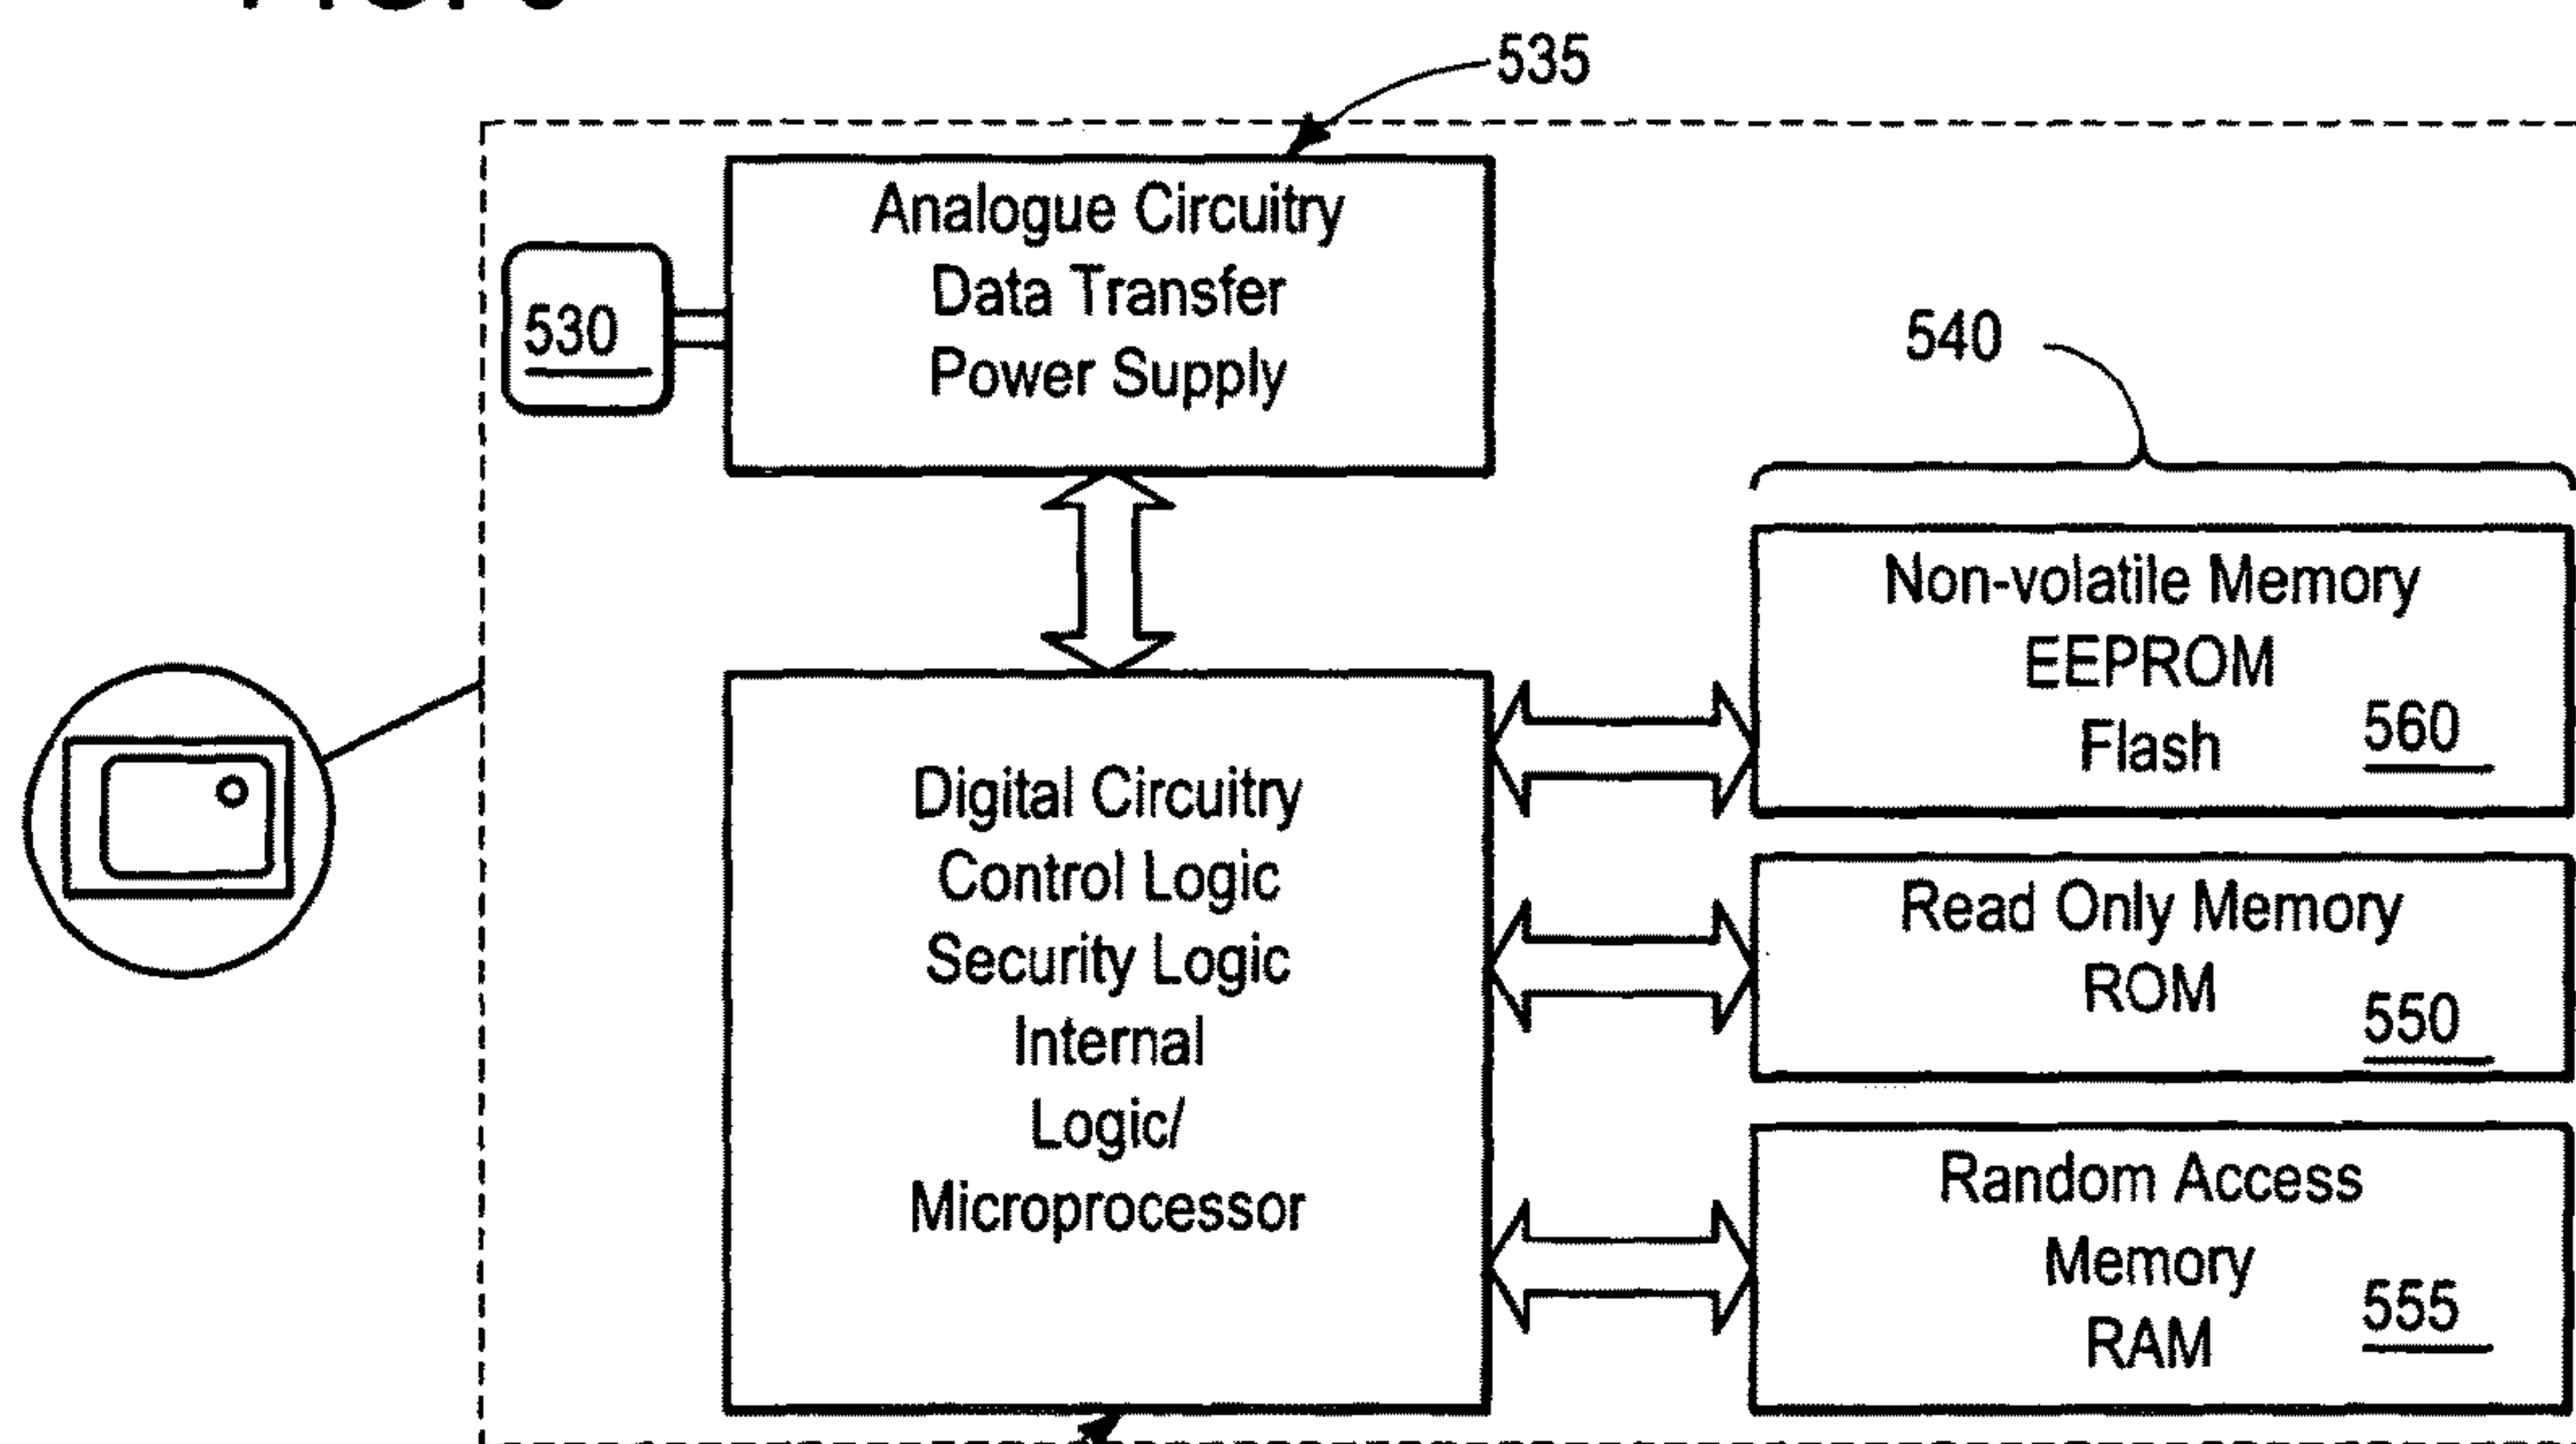 535
Analogue Circuitry
Data Transfer
Power Supply
530
540
Non-volatile Memory
EEPROM
Flash
560
Digital Circuitry
Control Logic
Security Logic
Internal
Logic/
Microprocessor
Read Only Memory
ROM
550
Random Access
Memory
RAM
555